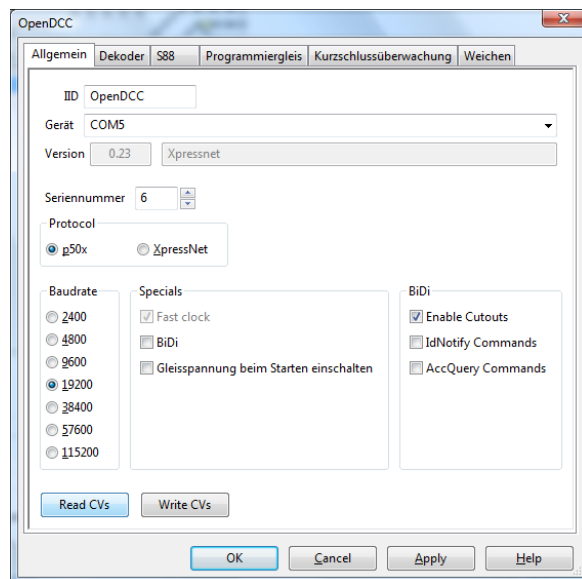 OpenDCC
Allgemein Dekoder S88 Programmiergleis Kurzschlussüberwachung Weichen
IID OpenDCC
Gerät COM5
Version 0.23 Xpressnet
Seriennummer 6
Protocol
p50x XpressNet
Baudrate Specials BiDi
2400 Fast clock Enable Cutouts
4800 BiDi IdNotify Commands
9600 Gleisspannung beim Starten einschalten AccQuery Commands
19200
38400
57600
115200
Read CVs Write CVs
OK Cancel Apply Help